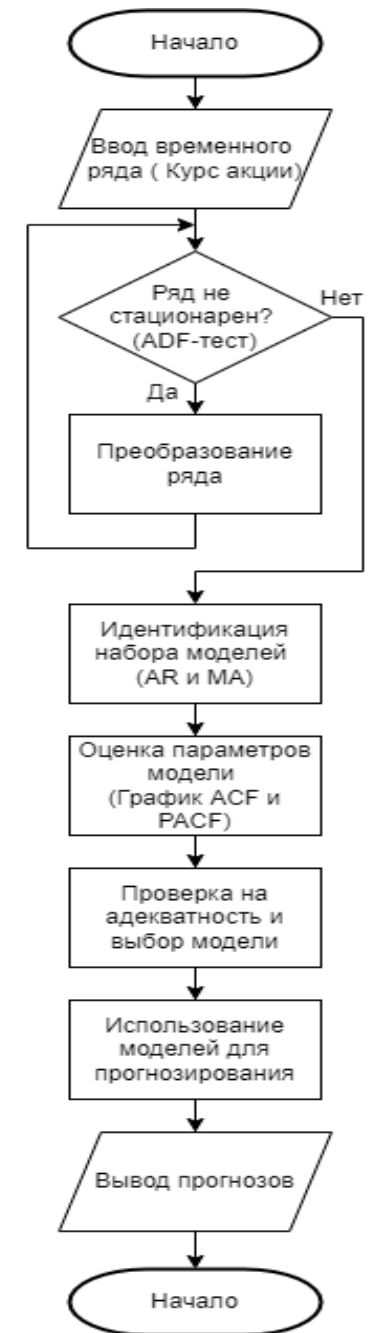 Начало
Ввод временного
ряда ( Курс акции)
Ряд не
стационарен?
(ADF-тест)
Нет
Да
Преобразование
ряда
Идентификация
набора моделей
(AR и MA)
Оценка параметров
модели
(График ACF и
PACF)
Проверка на
адекватность и
выбор модели
Использование
моделей для
прогнозирования
Вывод прогнозов
Начало